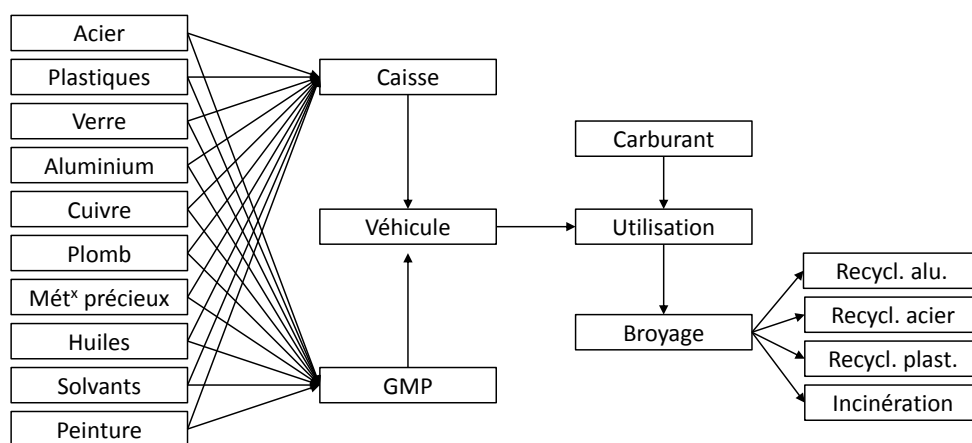 Acier
Plastiques
Verre
Aluminium
Cuivre
Plomb
Métˣ précieux
Huiles
Solvants
Peinture
Caisse
Véhicule
GMP
Carburant
Utilisation
Broyage
Recycl. alu.
Recycl. acier
Recycl. plast.
Incinération